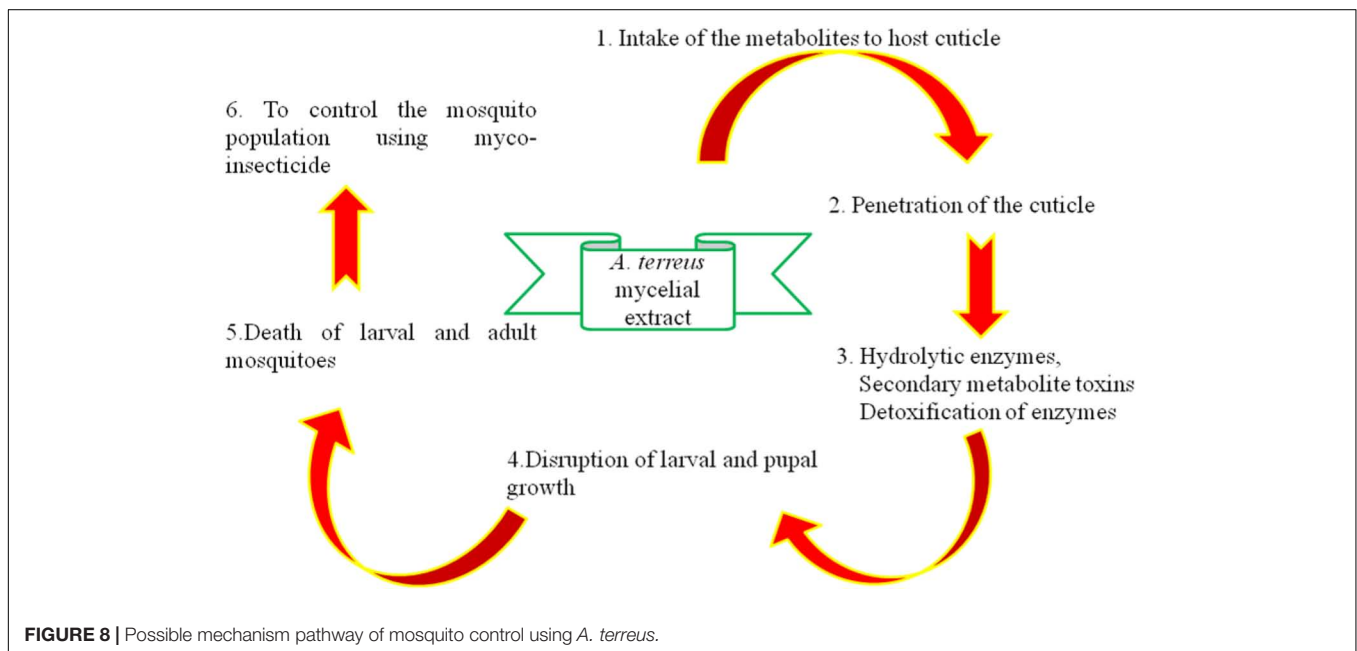 1. Intake of the metabolites to host cuticle
2. Penetration of the cuticle
3. Hydrolytic enzymes,
Secondary metabolite toxins
Detoxification of enzymes
4.Disruption of larval and pupal
growth
5.Death of larval and adult
mosquitoes
6. To control the mosquito
population using myco-
insecticide
A. terreus
mycelial
extract
FIGURE 8 | Possible mechanism pathway of mosquito control using A. terreus.